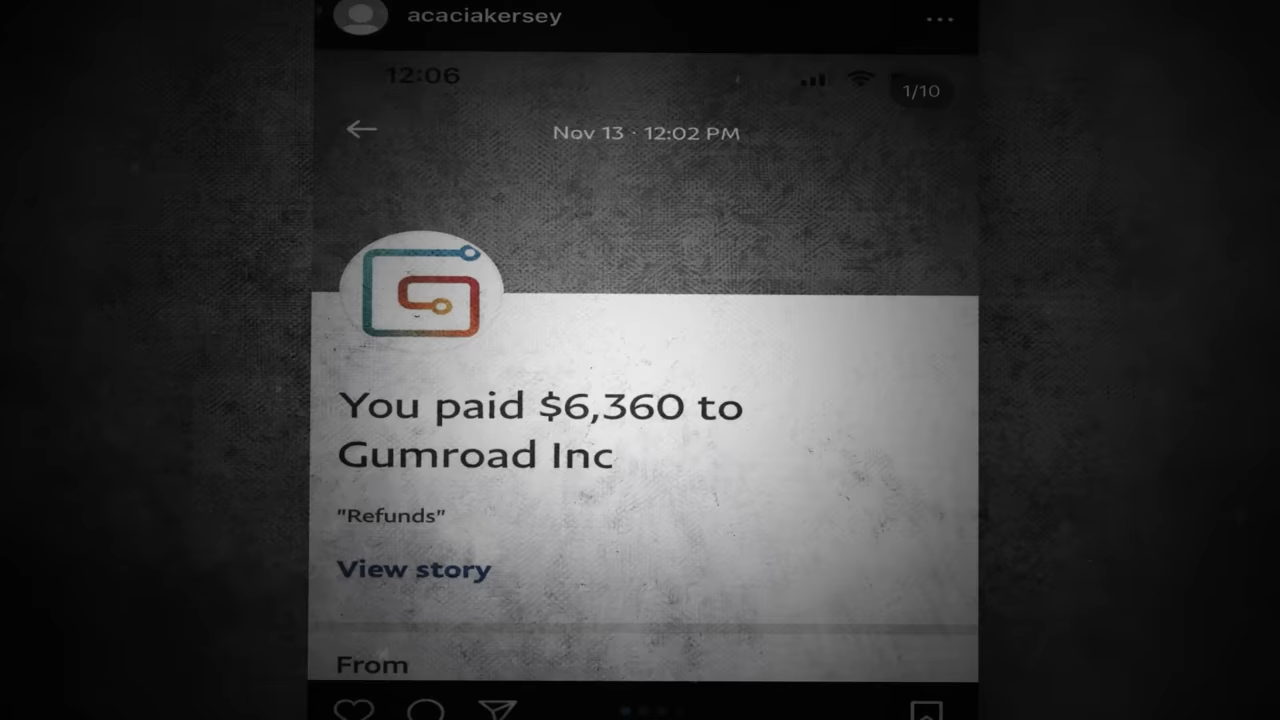 acaciakersey
12:06
1/10
Nov 13 · 12:02 PM
You paid $6,360 to
Gumroad Inc
"Refunds"
View story
From